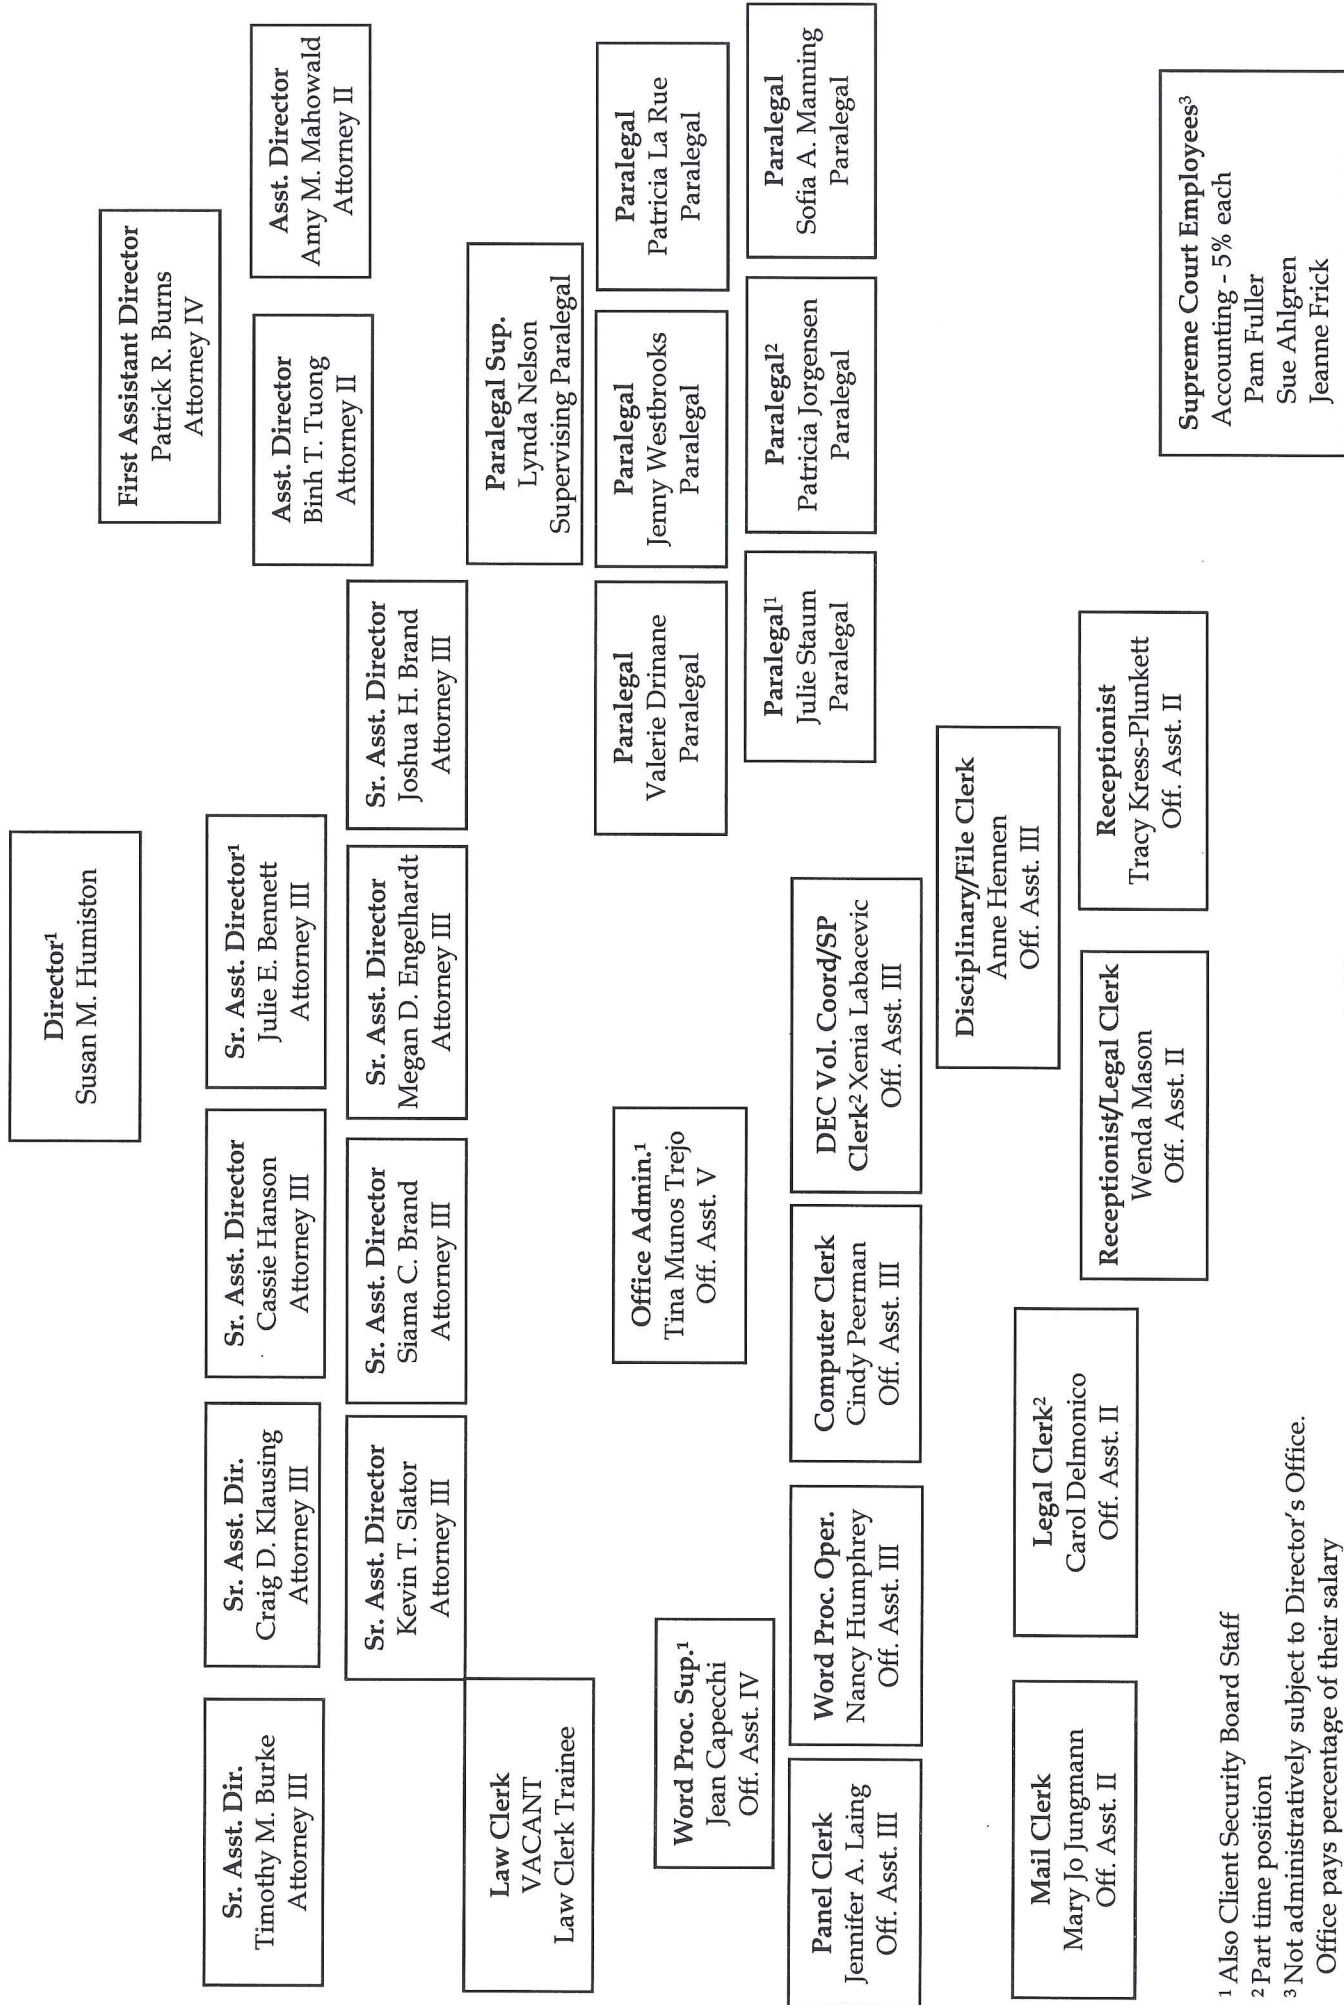 Director¹
Susan M. Humiston
First Assistant Director
Patrick R. Burns
Attorney IV
Sr. Asst. Dir.
Timothy M. Burke
Attorney III
Sr. Asst. Dir.
Craig D. Klausing
Attorney III
Sr. Asst. Director
Cassie Hanson
Attorney III
Sr. Asst. Director¹
Julie E. Bennett
Attorney III
Asst. Director
Binh T. Tuong
Attorney II
Asst. Director
Amy M. Mahowald
Attorney II
Sr. Asst. Director
Kevin T. Slator
Attorney III
Sr. Asst. Director
Siama C. Brand
Attorney III
Sr. Asst. Director
Megan D. Engelhardt
Attorney III
Sr. Asst. Director
Joshua H. Brand
Attorney III
Law Clerk
VACANT
Law Clerk Trainee
Paralegal Sup.
Lynda Nelson
Supervising Paralegal
Word Proc. Sup.¹
Jean Capecchi
Off. Asst. IV
Office Admin.¹
Tina Munos Trejo
Off. Asst. V
Paralegal
Valerie Drinane
Paralegal
Paralegal
Jenny Westbrooks
Paralegal
Paralegal
Patricia La Rue
Paralegal
Panel Clerk
Jennifer A. Laing
Off. Asst. III
Word Proc. Oper.
Nancy Humphrey
Off. Asst. III
Computer Clerk
Cindy Peerman
Off. Asst. III
DEC Vol. Coord/SP
Clerk² Xenia Labacevic
Off. Asst. III
Paralegal¹
Julie Staum
Paralegal
Paralegal²
Patricia Jorgensen
Paralegal
Paralegal
Sofia A. Manning
Paralegal
Disciplinary/File Clerk
Anne Hennen
Off. Asst. III
Mail Clerk
Mary Jo Jungmann
Off. Asst. II
Legal Clerk²
Carol Delmonico
Off. Asst. II
Receptionist/Legal Clerk
Wenda Mason
Off. Asst. II
Receptionist
Tracy Kress-Plunkett
Off. Asst. II
Supreme Court Employees³
Accounting - 5% each
Pam Fuller
Sue Ahlgren
Jeanne Frick
¹ Also Client Security Board Staff
² Part time position
³ Not administratively subject to Director's Office.
Office pays percentage of their salary